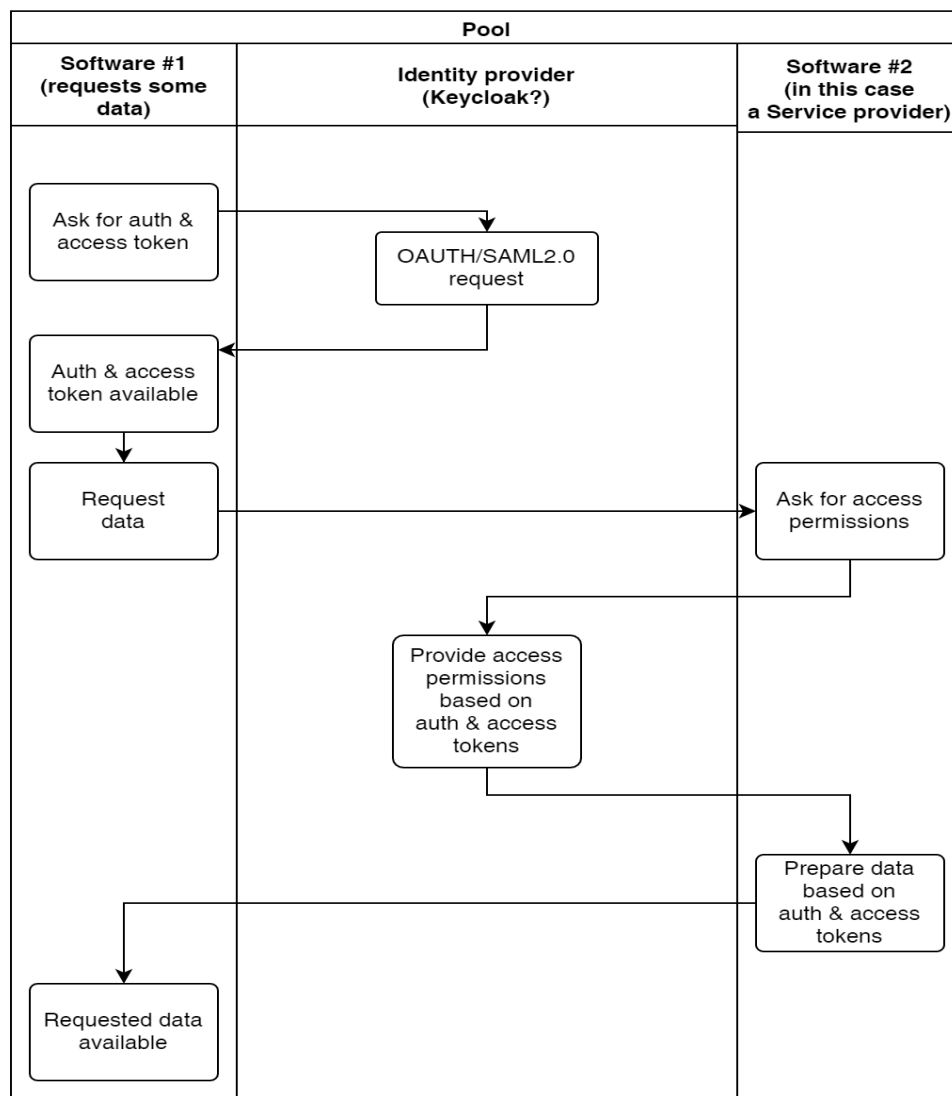 Pool
Software #1
(requests some
data)
Identity provider
(Keycloak?)
Software #2
(in this case
a Service provider)
Ask for auth &
access token
OAUTH/SAML2.0
request
Auth & access
token available
Request
data
Ask for access
permissions
Provide access
permissions
based on
auth & access
tokens
Prepare data
based on
auth & access
tokens
Requested data
available